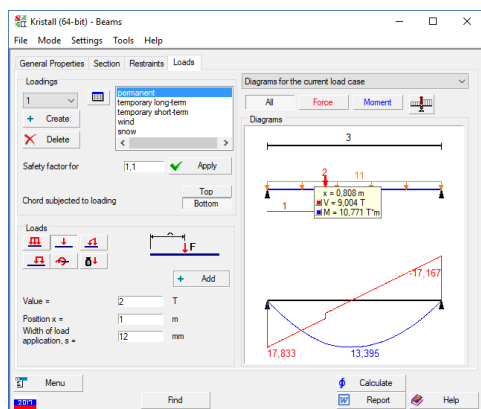 Kristall (64-bit) - Beams
File Mode Settings Tools Help
General Properties Section Restraints Loads
Loadings
1
Create
Delete
permanent
temporary long-term
temporary short-term
wind
snow
Safety factor for 1,1 Apply
Chord subjected to loading
Top
Bottom
Loads
F
Add
Value = 2 T
Position x = 1 m
Width of load
application, s = 12 mm
Diagrams for the current load case
All Force Moment
Diagrams
3
2
11
1
x = 0,808 m
V = 9,004 T
M = 10,771 T*m
-17,167
17,833
13,395
Menu
Calculate
2017
Find
Report
Help